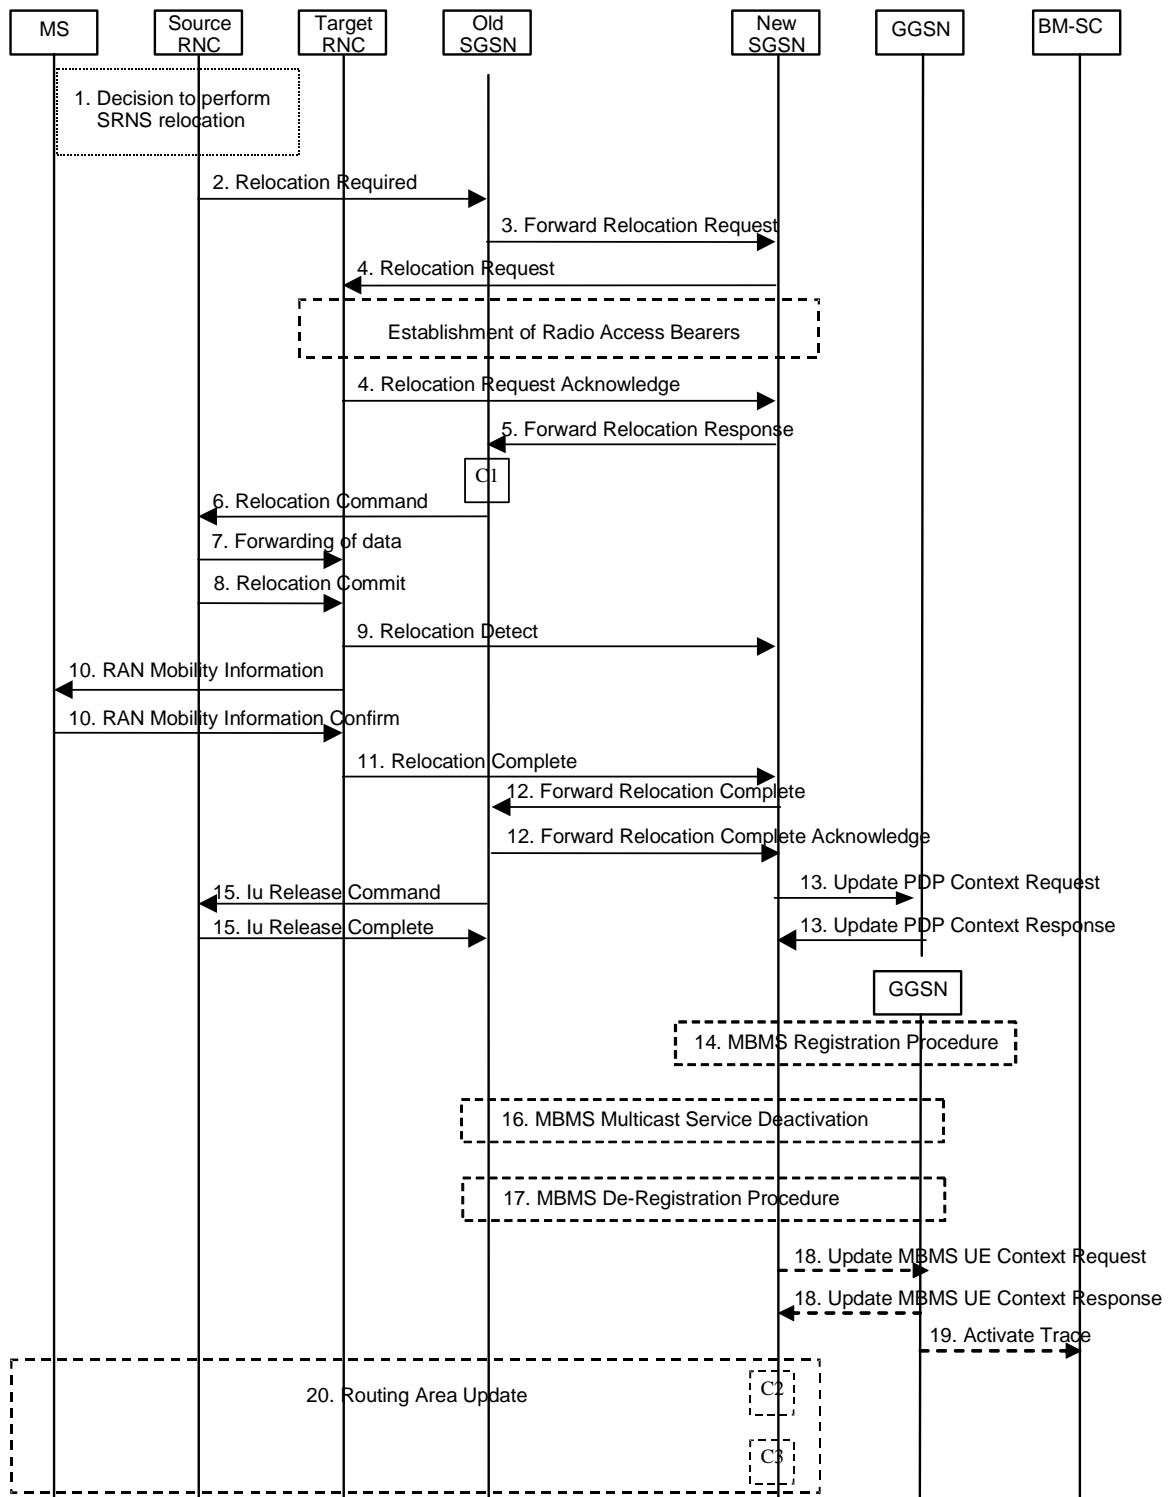 MS
Source
RNC
Target
RNC
Old
SGSN
New
SGSN
GGSN
BM-SC
1. Decision to perform
SRNS relocation
2. Relocation Required
3. Forward Relocation Request
4. Relocation Request
Establishment of Radio Access Bearers
4. Relocation Request Acknowledge
5. Forward Relocation Response
C1
6. Relocation Command
7. Forwarding of data
8. Relocation Commit
9. Relocation Detect
10. RAN Mobility Information
10. RAN Mobility Information Confirm
11. Relocation Complete
12. Forward Relocation Complete
12. Forward Relocation Complete Acknowledge
13. Update PDP Context Request
15. Iu Release Command
13. Update PDP Context Response
15. Iu Release Complete
GGSN
14. MBMS Registration Procedure
16. MBMS Multicast Service Deactivation
17. MBMS De-Registration Procedure
18. Update MBMS UE Context Request
18. Update MBMS UE Context Response
19. Activate Trace
20. Routing Area Update
C2
C3